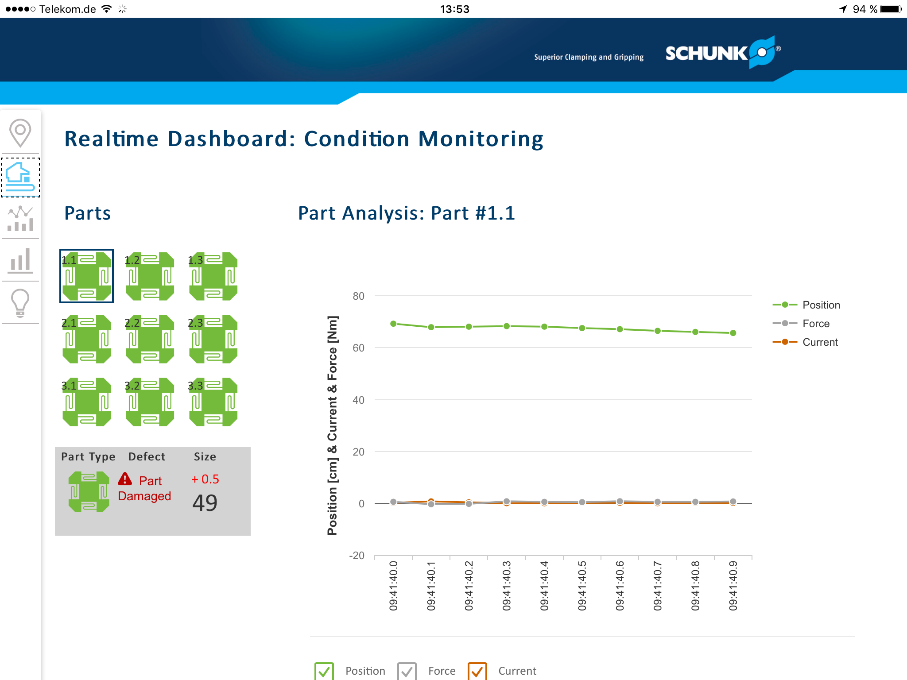 Telekom.de 13:53 94 %
Superior Clamping and Gripping SCHUNK®
Realtime Dashboard: Condition Monitoring
Parts
Part Analysis: Part #1.1
1.1 1.2 1.3
2.1 2.2 2.3
3.1 3.2 3.3
Part Type Defect Size
Part Damaged
+ 0.5
49
Position [cm] & Current & Force [Nm]
80
60
40
20
0
-20
09:41:40.0
09:41:40.1
09:41:40.2
09:41:40.3
09:41:40.4
09:41:40.5
09:41:40.6
09:41:40.7
09:41:40.8
09:41:40.9
Position
Force
Current
Position Force Current